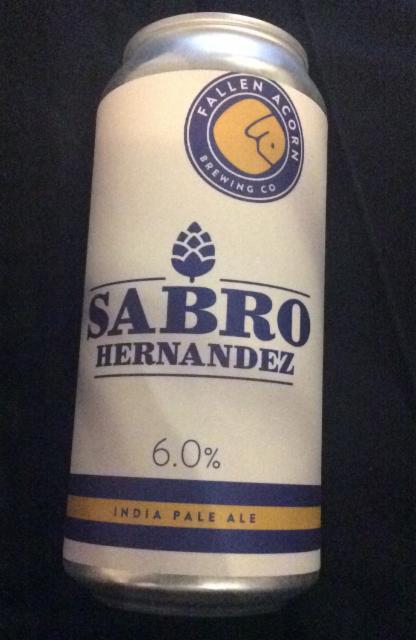 FALLEN ACORN
BREWING CO
SABRO
HERNANDEZ
6.0%
INDIA PALE ALE